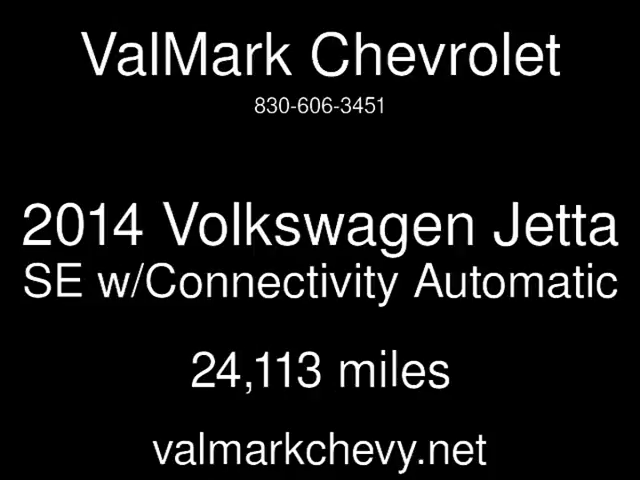 ValMark Chevrolet
830-606-3451
2014 Volkswagen Jetta
SE w/Connectivity Automatic
24,113 miles
valmarkchevy.net